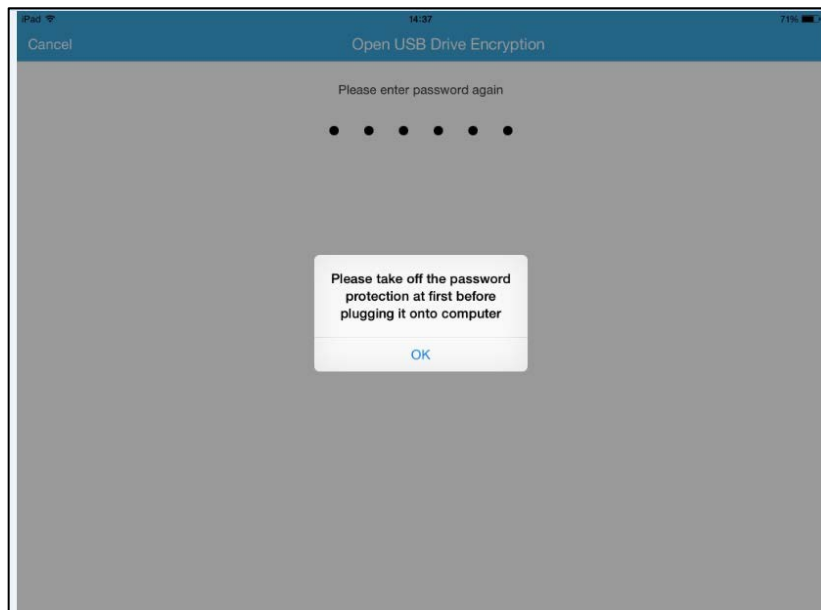 iPad 14:37 71%
Cancel Open USB Drive Encryption
Please enter password again
Please take off the password
protection at first before
plugging it onto computer
OK